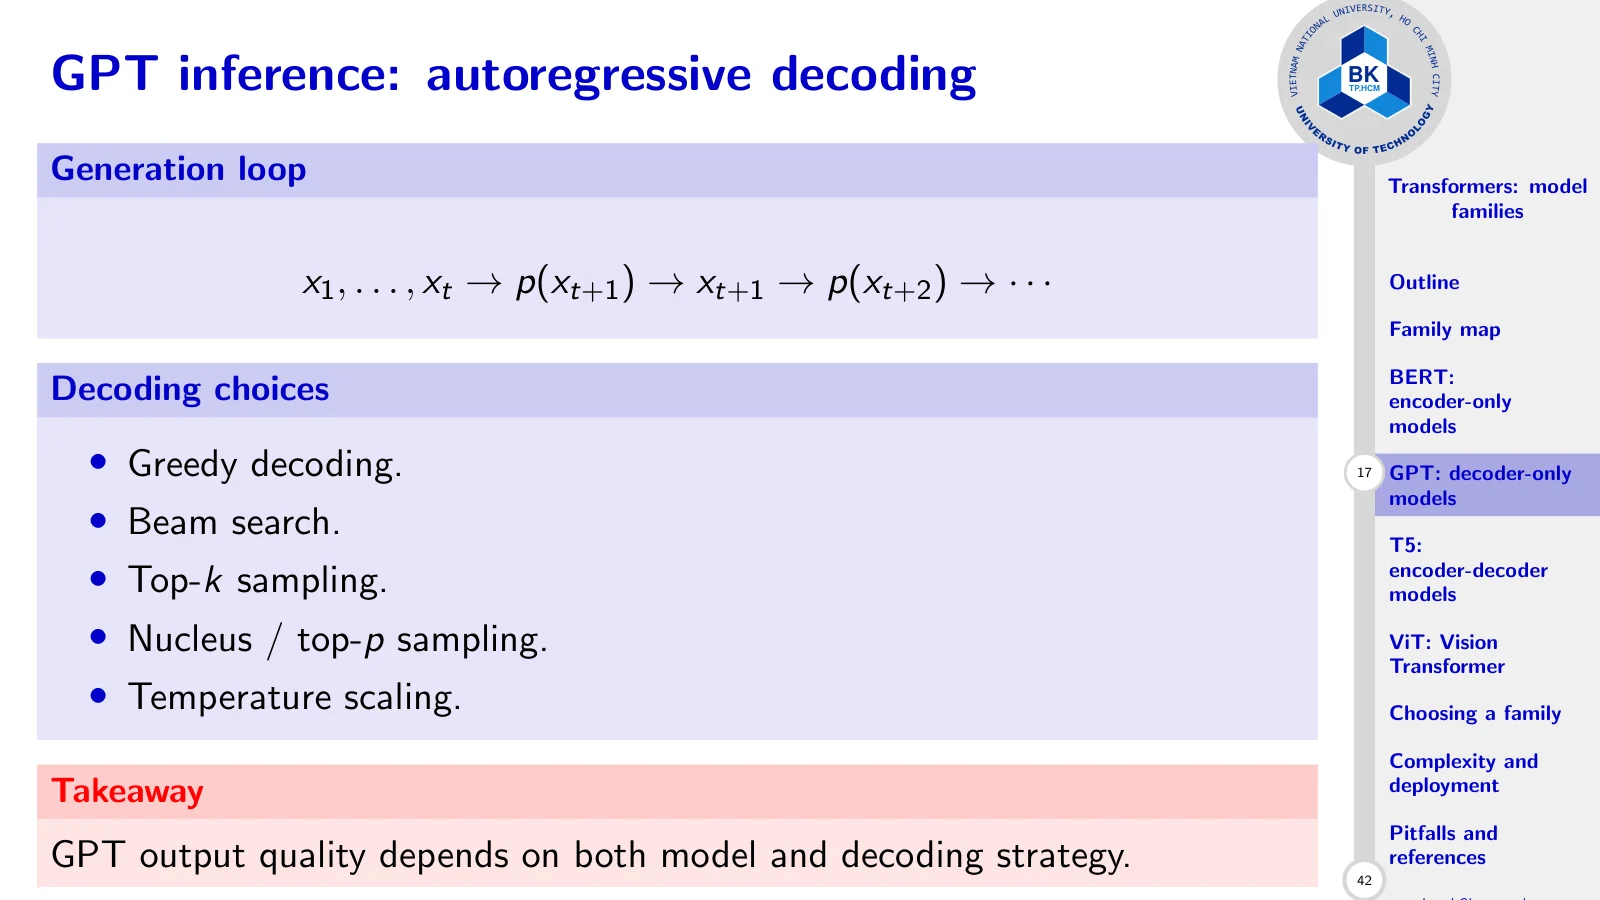 GPT inference: autoregressive decoding
VIETNAM NATIONAL UNIVERSITY, HO CHI MINH CITY
BK
TP.HCM
UNIVERSITY OF TECHNOLOGY
Generation loop
x₁, . . . , xₜ → p(xₜ₊₁) → xₜ₊₁ → p(xₜ₊₂) → · · ·
Decoding choices
• Greedy decoding.
• Beam search.
• Top-k sampling.
• Nucleus / top-p sampling.
• Temperature scaling.
Takeaway
GPT output quality depends on both model and decoding strategy.
Transformers: model
families
Outline
Family map
BERT:
encoder-only
models
17
GPT: decoder-only
models
T5:
encoder-decoder
models
ViT: Vision
Transformer
Choosing a family
Complexity and
deployment
Pitfalls and
references
42